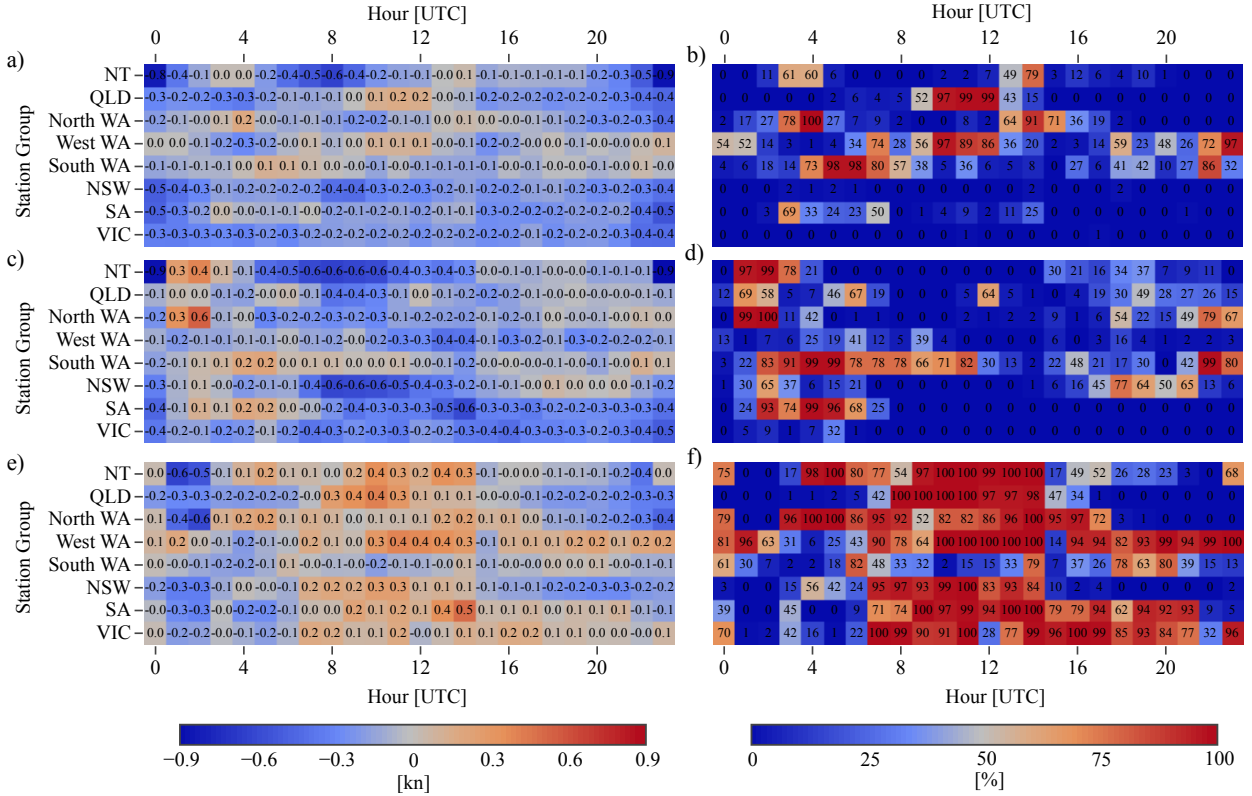 Hour [UTC] Hour [UTC]
0 4 8 12 16 20 0 4 8 12 16 20
a) b)
NT -0.8 -0.4 -0.1 0.0 0.0 -0.2 -0.4 -0.5 -0.6 -0.4 -0.2 -0.1 -0.1 -0.0 0.1 -0.1 -0.1 -0.1 -0.1 -0.1 -0.2 -0.3 -0.5 -0.9 0 0 11 61 60 6 0 0 0 0 2 2 7 49 79 3 12 6 4 10 1 0 0 0
QLD -0.3 -0.2 -0.2 -0.3 -0.3 -0.2 -0.1 -0.1 -0.1 0.0 0.1 0.2 0.2 -0.0 -0.1 -0.2 -0.2 -0.2 -0.2 -0.2 -0.2 -0.3 -0.4 -0.4 0 0 0 0 0 2 6 4 5 52 97 99 99 43 15 0 0 0 0 0 0 0 0 0
North WA -0.2 -0.1 -0.0 0.1 0.2 -0.0 -0.1 -0.1 -0.1 -0.2 -0.2 -0.1 -0.1 0.0 0.1 0.0 -0.0 -0.1 -0.2 -0.2 -0.3 -0.2 -0.3 -0.4 2 17 27 78 100 27 7 9 2 0 0 8 2 64 91 71 36 19 2 0 0 0 0 0
West WA 0.0 0.0 -0.1 -0.2 -0.3 -0.2 -0.0 0.1 -0.1 0.0 0.1 0.1 0.1 -0.0 -0.1 -0.2 -0.2 -0.1 0.0 -0.1 -0.0 -0.0 0.0 0.1 54 52 14 3 1 4 34 74 28 56 97 89 86 36 20 2 3 14 59 23 48 26 72 97
South WA -0.1 -0.1 -0.1 -0.1 0.0 0.1 0.1 0.1 0.0 -0.0 -0.1 -0.0 -0.1 -0.1 -0.1 -0.1 -0.0 -0.1 -0.0 -0.0 -0.1 -0.0 0.1 -0.0 4 6 18 14 73 98 98 80 57 38 5 36 6 5 8 0 27 6 41 42 10 22 86 32
NSW -0.5 -0.4 -0.3 -0.1 -0.2 -0.1 -0.2 -0.2 -0.4 -0.4 -0.3 -0.2 -0.2 -0.2 -0.1 -0.2 -0.2 -0.2 -0.2 -0.2 -0.2 -0.2 -0.3 -0.4 0 0 0 2 1 2 1 0 0 0 0 0 0 0 2 0 0 0 2 0 0 0 0 0
SA -0.5 -0.3 -0.2 0.0 -0.0 -0.1 -0.1 -0.0 -0.2 -0.1 -0.2 -0.1 -0.2 -0.1 -0.1 -0.2 -0.2 -0.2 -0.2 -0.2 -0.2 -0.2 -0.4 -0.5 0 0 3 69 33 24 23 50 0 1 4 9 2 11 25 0 0 0 0 0 0 1 0 0
VIC -0.3 -0.3 -0.3 -0.3 -0.2 -0.3 -0.3 -0.2 -0.2 -0.2 -0.2 -0.1 -0.2 -0.2 -0.2 -0.2 -0.2 -0.1 -0.2 -0.2 -0.2 -0.3 -0.4 -0.4 0 0 0 0 0 0 0 0 0 0 0 1 0 0 0 0 0 1 0 0 0 0 0 0
Station Group
c) d)
NT -0.9 0.3 0.4 0.1 -0.1 -0.4 -0.5 -0.6 -0.6 -0.6 -0.6 -0.4 -0.3 -0.4 -0.3 -0.0 -0.1 -0.1 -0.0 -0.0 -0.1 -0.1 -0.1 -0.9 0 97 99 78 21 0 0 0 0 0 0 0 0 0 0 30 21 16 34 37 7 9 11 0
QLD -0.1 0.0 0.0 -0.1 -0.2 -0.0 0.0 -0.1 -0.4 -0.4 -0.3 -0.1 0.0 -0.1 -0.2 -0.2 -0.1 -0.0 -0.0 0.0 -0.0 -0.0 -0.1 -0.1 12 69 58 5 7 46 67 19 0 0 0 5 64 1 0 0 4 19 30 49 28 27 26 15
North WA -0.2 0.3 0.6 -0.1 -0.0 -0.3 -0.2 -0.2 -0.3 -0.3 -0.2 -0.3 -0.2 -0.2 -0.1 -0.1 -0.1 -0.1 0.0 -0.0 -0.1 -0.0 0.1 0.0 0 99 100 11 42 0 1 1 0 0 0 0 0 0 0 2 9 8 54 22 15 49 79 67
West WA -0.1 -0.2 -0.1 -0.1 -0.1 -0.1 -0.0 -0.1 -0.2 -0.0 -0.2 -0.3 -0.3 -0.4 -0.4 -0.1 -0.3 -0.2 -0.1 -0.3 -0.2 -0.2 -0.2 -0.1 13 1 7 6 25 19 41 12 9 39 4 0 0 0 0 6 0 3 16 4 1 2 2 3
South WA -0.2 -0.1 0.1 0.1 0.2 0.2 0.0 0.1 0.1 0.0 0.0 0.1 -0.0 -0.1 -0.2 -0.0 -0.0 -0.0 -0.0 -0.0 -0.2 -0.0 0.2 0.1 0 2 83 91 99 99 78 78 78 66 71 82 30 13 2 22 48 21 17 30 0 42 99 80
NSW -0.3 -0.1 0.1 -0.0 -0.2 -0.1 -0.1 -0.4 -0.8 -0.6 -0.6 -0.5 -0.4 -0.3 -0.2 -0.1 -0.1 -0.0 0.1 0.0 0.0 0.0 -0.1 -0.2 1 30 65 37 6 15 21 0 0 0 0 0 0 0 0 1 6 16 45 77 64 50 65 13 6
SA -0.4 -0.1 0.1 0.1 0.2 0.2 0.0 -0.0 -0.2 -0.4 -0.3 -0.3 -0.3 -0.5 -0.6 -0.3 -0.3 -0.3 -0.2 -0.2 -0.2 -0.3 -0.3 -0.4 0 24 93 74 99 96 68 25 0 0 0 0 0 0 0 0 0 0 0 0 0 0 0 0
VIC -0.4 -0.2 -0.1 -0.2 -0.2 -0.1 -0.2 -0.4 -0.3 -0.3 -0.3 -0.3 -0.2 -0.2 -0.3 -0.4 -0.4 -0.3 -0.3 -0.3 -0.2 -0.3 -0.4 -0.5 0 5 9 1 7 32 1 0 0 0 0 0 0 0 0 0 0 0 0 0 0 0 0 0
e) f)
NT 0.0 -0.6 -0.5 -0.1 0.1 0.2 0.1 0.1 0.0 0.2 0.4 0.3 0.2 0.4 0.3 -0.1 -0.0 0.0 -0.1 -0.1 -0.1 -0.2 -0.4 0.0 75 0 0 17 98 100 80 77 54 97 100 100 99 100 100 17 49 52 26 28 23 3 0 68
QLD -0.2 -0.3 -0.3 -0.1 -0.2 -0.2 -0.2 -0.0 0.3 0.4 0.4 0.3 0.1 0.1 0.1 -0.0 -0.0 -0.1 -0.2 -0.2 -0.2 -0.2 -0.3 -0.3 0 0 0 1 1 2 5 42 100 100 100 100 97 97 98 47 34 1 0 0 0 0 0 0
North WA 0.1 -0.4 -0.6 0.1 0.2 0.2 0.1 0.1 0.1 0.0 0.1 0.1 0.1 0.2 0.2 0.1 0.1 0.0 -0.1 -0.2 -0.3 -0.2 -0.3 -0.4 79 0 0 96 100 100 86 95 92 52 82 82 86 96 100 95 97 72 3 1 0 0 0 0
West WA 0.1 0.2 0.0 -0.1 -0.2 -0.1 -0.0 0.2 0.1 0.0 0.3 0.4 0.4 0.4 0.3 -0.1 0.1 0.1 0.1 0.2 0.2 0.1 0.2 0.2 81 96 63 31 6 25 43 90 78 64 100 100 100 100 100 14 94 94 82 93 99 94 99 100
South WA 0.0 -0.0 -0.1 -0.2 -0.1 -0.1 0.1 -0.0 -0.1 -0.0 -0.2 -0.1 -0.1 -0.0 0.1 -0.1 -0.0 -0.1 0.1 0.0 0.1 -0.0 -0.1 -0.1 61 30 7 2 2 16 82 48 33 32 2 15 15 33 79 7 37 26 78 63 80 39 15 13
NSW -0.2 -0.3 -0.3 -0.1 0.0 -0.0 -0.1 0.2 0.2 0.2 0.3 0.3 0.1 0.1 0.1 -0.1 -0.2 -0.2 -0.2 -0.3 -0.3 -0.3 -0.2 -0.2 3 0 0 15 56 42 24 95 97 93 100 100 83 93 84 2 4 0 0 0 0 0 0 0
SA -0.0 -0.3 -0.3 -0.0 -0.2 -0.2 -0.1 0.0 0.0 0.2 0.1 0.2 0.1 0.4 0.5 0.1 0.1 0.1 0.0 0.1 0.1 0.1 -0.1 -0.1 39 0 0 45 0 0 9 71 74 100 97 99 94 100 100 79 79 94 62 94 92 93 9 5
VIC 0.0 -0.2 -0.2 -0.0 -0.1 -0.2 -0.1 0.2 0.2 0.1 0.1 0.2 -0.0 0.1 0.1 0.1 0.2 0.2 0.1 0.1 0.1 0.1 -0.0 0.1 70 1 2 42 16 1 22 100 99 90 91 100 28 77 99 96 100 99 85 93 84 77 32 96
Station Group
0 4 8 12 16 20 0 4 8 12 16 20
Hour [UTC] Hour [UTC]
−0.9 −0.6 −0.3 0 0.3 0.6 0.9 0 25 50 75 100
[kn] [%]